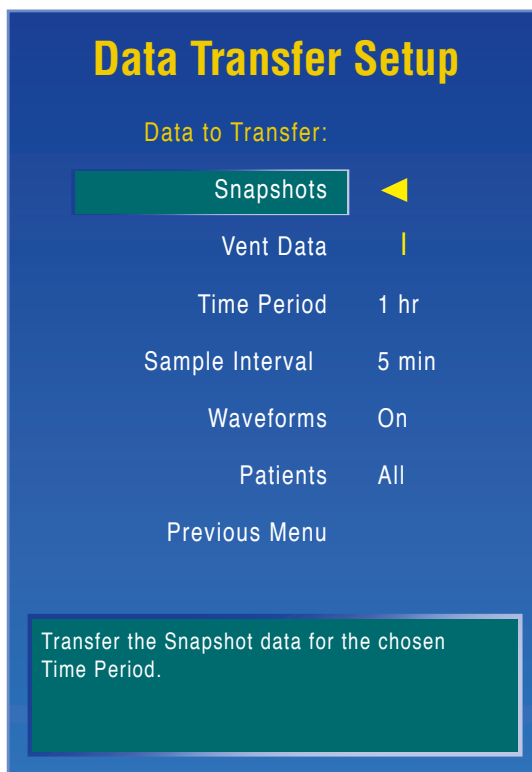 Data Transfer Setup
Data to Transfer:
Snapshots
Vent Data
Time Period 1 hr
Sample Interval 5 min
Waveforms On
Patients All
Previous Menu
Transfer the Snapshot data for the chosen
Time Period.